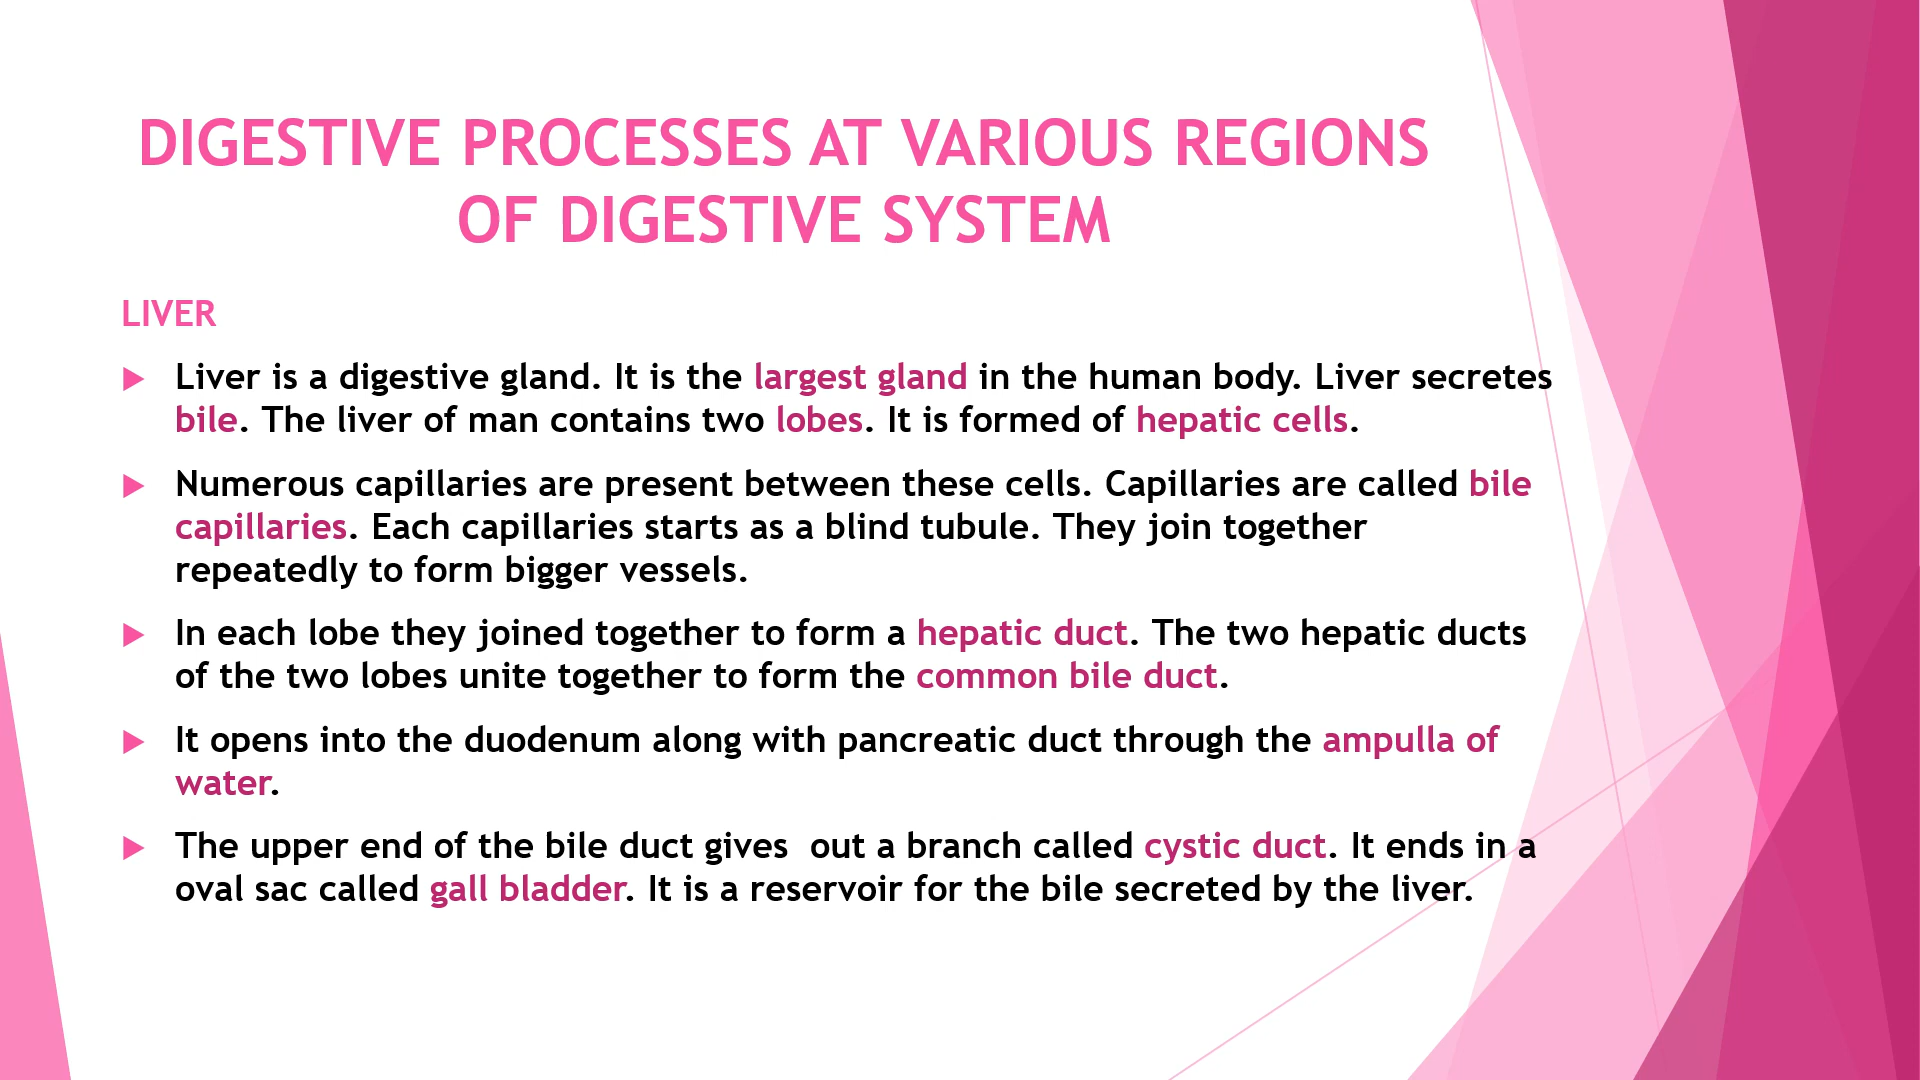 DIGESTIVE PROCESSES AT VARIOUS REGIONS
OF DIGESTIVE SYSTEM
LIVER
Liver is a digestive gland. It is the largest gland in the human body. Liver secretes
bile. The liver of man contains two lobes. It is formed of hepatic cells.
Numerous capillaries are present between these cells. Capillaries are called bile
capillaries. Each capillaries starts as a blind tubule. They join together
repeatedly to form bigger vessels.
In each lobe they joined together to form a hepatic duct. The two hepatic ducts
of the two lobes unite together to form the common bile duct.
It opens into the duodenum along with pancreatic duct through the ampulla of
water.
The upper end of the bile duct gives  out a branch called cystic duct. It ends in a
oval sac called gall bladder. It is a reservoir for the bile secreted by the liver.